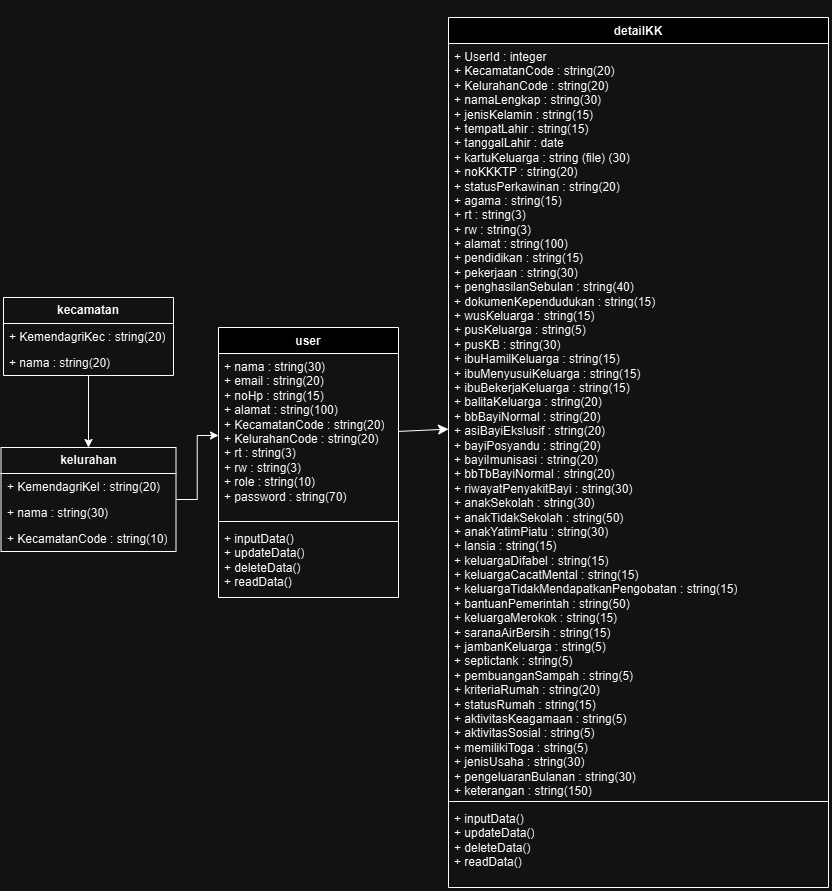 kecamatan
+ KemendagriKec : string(20)
+ nama : string(20)
kelurahan
+ KemendagriKel : string(20)
+ nama : string(30)
+ KecamatanCode : string(10)
user
+ nama : string(30)
+ email : string(20)
+ noHp : string(15)
+ alamat : string(100)
+ KecamatanCode : string(20)
+ KelurahanCode : string(20)
+ rt : string(3)
+ rw : string(3)
+ role : string(10)
+ password : string(70)
+ inputData()
+ updateData()
+ deleteData()
+ readData()
detailKK
+ UserId : integer
+ KecamatanCode : string(20)
+ KelurahanCode : string(20)
+ namaLengkap : string(30)
+ jenisKelamin : string(15)
+ tempatLahir : string(15)
+ tanggalLahir : date
+ kartuKeluarga : string (file) (30)
+ noKKKTP : string(20)
+ statusPerkawinan : string(20)
+ agama : string(15)
+ rt : string(3)
+ rw : string(3)
+ alamat : string(100)
+ pendidikan : string(15)
+ pekerjaan : string(30)
+ penghasilanSebulan : string(40)
+ dokumenKependudukan : string(15)
+ wusKeluarga : string(15)
+ pusKeluarga : string(5)
+ pusKB : string(30)
+ ibuHamilKeluarga : string(15)
+ ibuMenyusuiKeluarga : string(15)
+ ibuBekerjaKeluarga : string(15)
+ balitaKeluarga : string(20)
+ bbBayiNormal : string(20)
+ asiBayiEkslusif : string(20)
+ bayiPosyandu : string(20)
+ bayiImunisasi : string(20)
+ bbTbBayiNormal : string(20)
+ riwayatPenyakitBayi : string(30)
+ anakSekolah : string(30)
+ anakTidakSekolah : string(50)
+ anakYatimPiatu : string(30)
+ lansia : string(15)
+ keluargaDifabel : string(15)
+ keluargaCacatMental : string(15)
+ keluargaTidakMendapatkanPengobatan : string(15)
+ bantuanPemerintah : string(50)
+ keluargaMerokok : string(15)
+ saranaAirBersih : string(15)
+ jambanKeluarga : string(5)
+ septictank : string(5)
+ pembuanganSampah : string(5)
+ kriteriaRumah : string(20)
+ statusRumah : string(15)
+ aktivitasKeagamaan : string(5)
+ aktivitasSosial : string(5)
+ memilikiToga : string(5)
+ jenisUsaha : string(30)
+ pengeluaranBulanan : string(30)
+ keterangan : string(150)
+ inputData()
+ updateData()
+ deleteData()
+ readData()